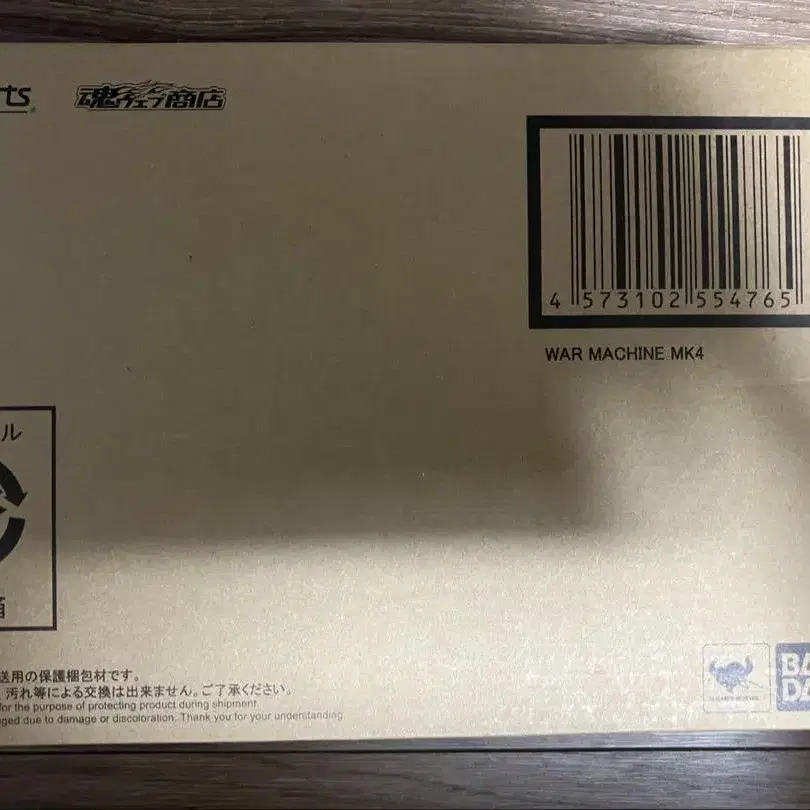 rts
魂ウェブ商店
4 573102 554765
WAR MACHINE MK4
ル
送用の保護梱包材です。
汚れ等による交換は出来ません。ご了承ください。
for the purpose of protecting product during shipment.
ged due to damage or discoloration. Thank you for your understanding.
BA
DA